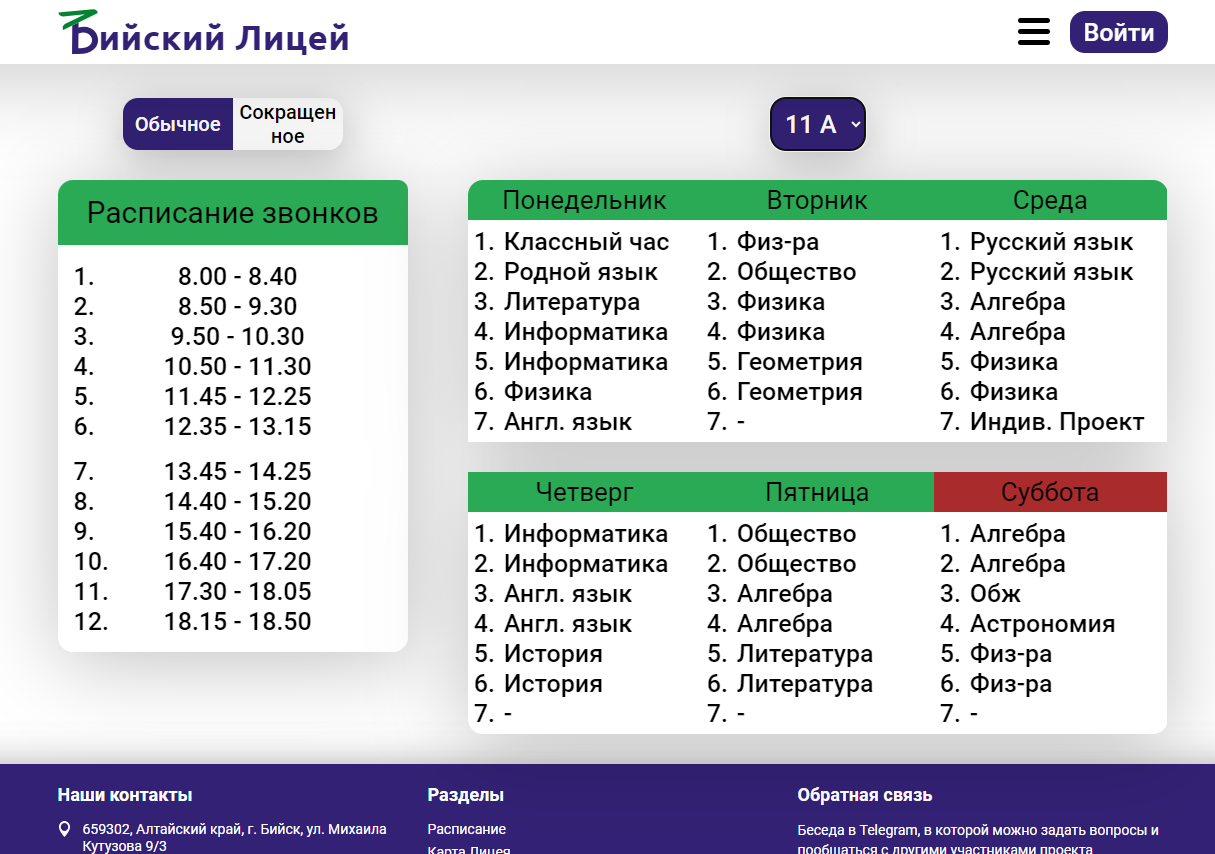 Бийский Лицей
Войти
Обычное
Сокращен
ное
11 А
Расписание звонков
1. 8.00 - 8.40
2. 8.50 - 9.30
3. 9.50 - 10.30
4. 10.50 - 11.30
5. 11.45 - 12.25
6. 12.35 - 13.15
7. 13.45 - 14.25
8. 14.40 - 15.20
9. 15.40 - 16.20
10. 16.40 - 17.20
11. 17.30 - 18.05
12. 18.15 - 18.50
Понедельник
1. Классный час
2. Родной язык
3. Литература
4. Информатика
5. Информатика
6. Физика
7. Англ. язык
Вторник
1. Физ-ра
2. Общество
3. Физика
4. Физика
5. Геометрия
6. Геометрия
7. -
Среда
1. Русский язык
2. Русский язык
3. Алгебра
4. Алгебра
5. Физика
6. Физика
7. Индив. Проект
Четверг
1. Информатика
2. Информатика
3. Англ. язык
4. Англ. язык
5. История
6. История
7. -
Пятница
1. Общество
2. Общество
3. Алгебра
4. Алгебра
5. Литература
6. Литература
7. -
Суббота
1. Алгебра
2. Алгебра
3. Обж
4. Астрономия
5. Физ-ра
6. Физ-ра
7. -
Наши контакты
659302, Алтайский край, г. Бийск, ул. Михаила
Кутузова 9/3
Разделы
Расписание
Карта Лицея
Обратная связь
Беседа в Telegram, в которой можно задать вопросы и
пообщаться с другими участниками проекта